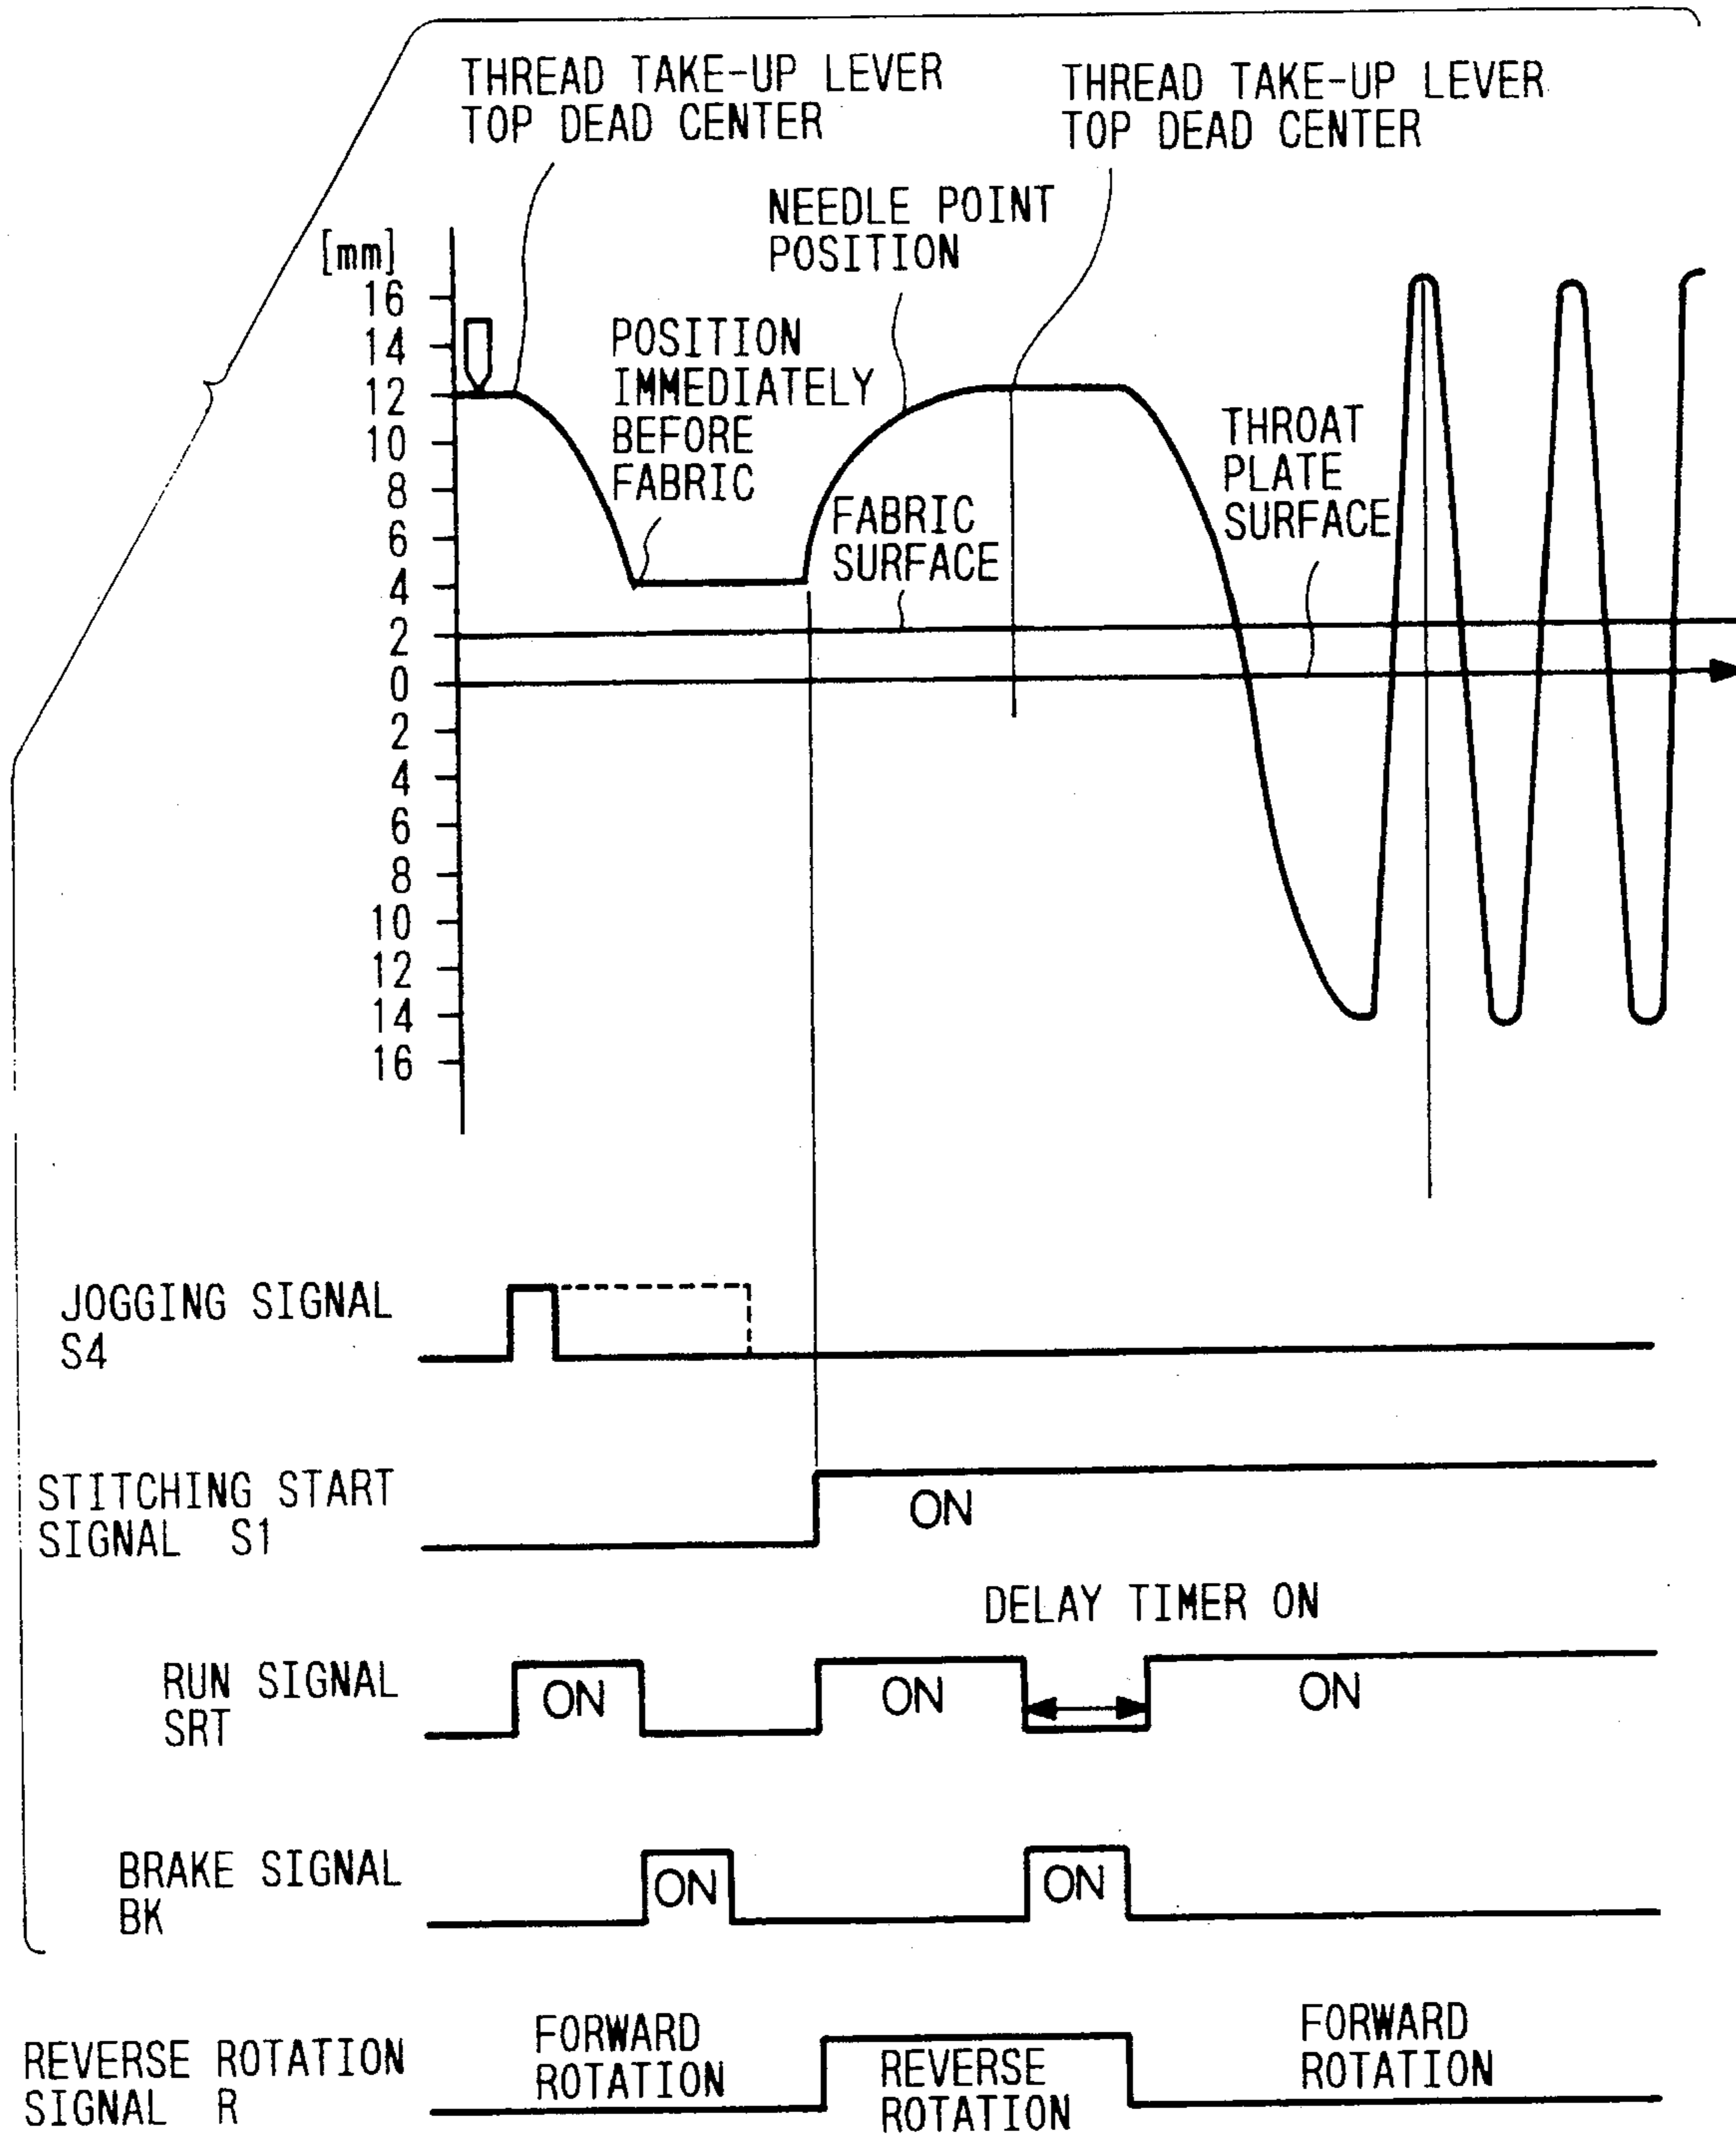 THREAD TAKE-UP LEVER
TOP DEAD CENTER
THREAD TAKE-UP LEVER
TOP DEAD CENTER
NEEDLE POINT
POSITION
[mm]
16
14
12
10
8
6
4
2
0
2
4
6
8
10
12
14
16
POSITION
IMMEDIATELY
BEFORE
FABRIC
FABRIC
SURFACE
THROAT
PLATE
SURFACE
JOGGING SIGNAL
S4
STITCHING START
SIGNAL S1
ON
DELAY TIMER ON
RUN SIGNAL
SRT
ON
ON
ON
BRAKE SIGNAL
BK
ON
ON
REVERSE ROTATION
SIGNAL R
FORWARD
ROTATION
REVERSE
ROTATION
FORWARD
ROTATION